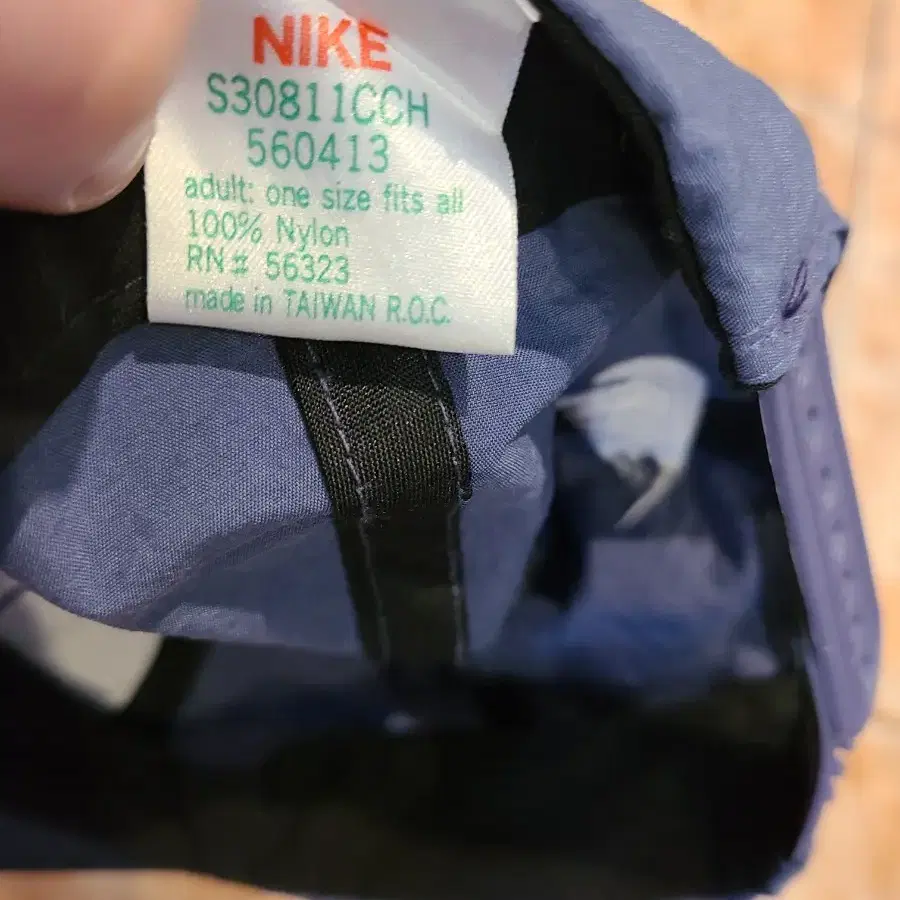 NIKE
S30811CCH
560413
adult: one size fits all
100% Nylon
RN# 56323
made in TAIWAN R.O.C.